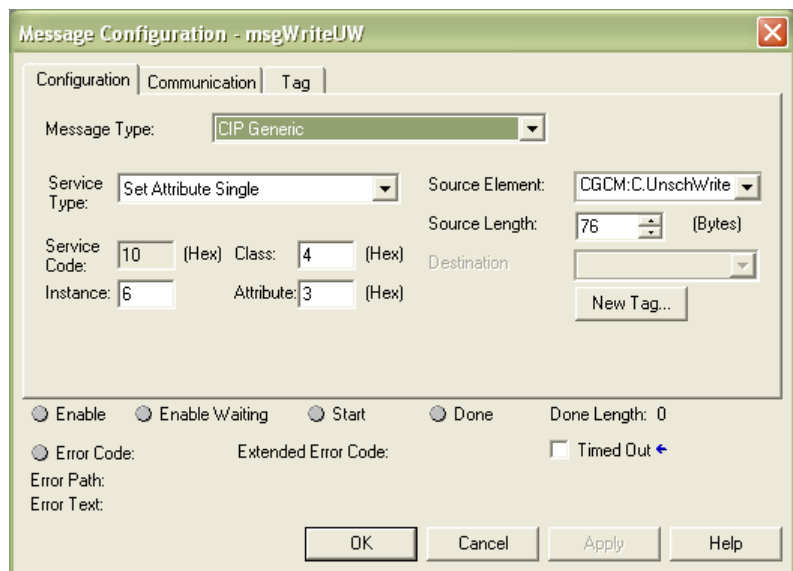 Message Configuration - msgWriteUW
Configuration Communication Tag
Message Type: CIP Generic
Service Type: Set Attribute Single Source Element: CGCM:C.UnschWrite
Source Length: 76 (Bytes)
Service Code: 10 (Hex) Class: 4 (Hex) Destination
Instance: 6 Attribute: 3 (Hex) New Tag...
Enable Enable Waiting Start Done Done Length: 0
Error Code: Extended Error Code: Timed Out
Error Path:
Error Text:
OK Cancel Apply Help